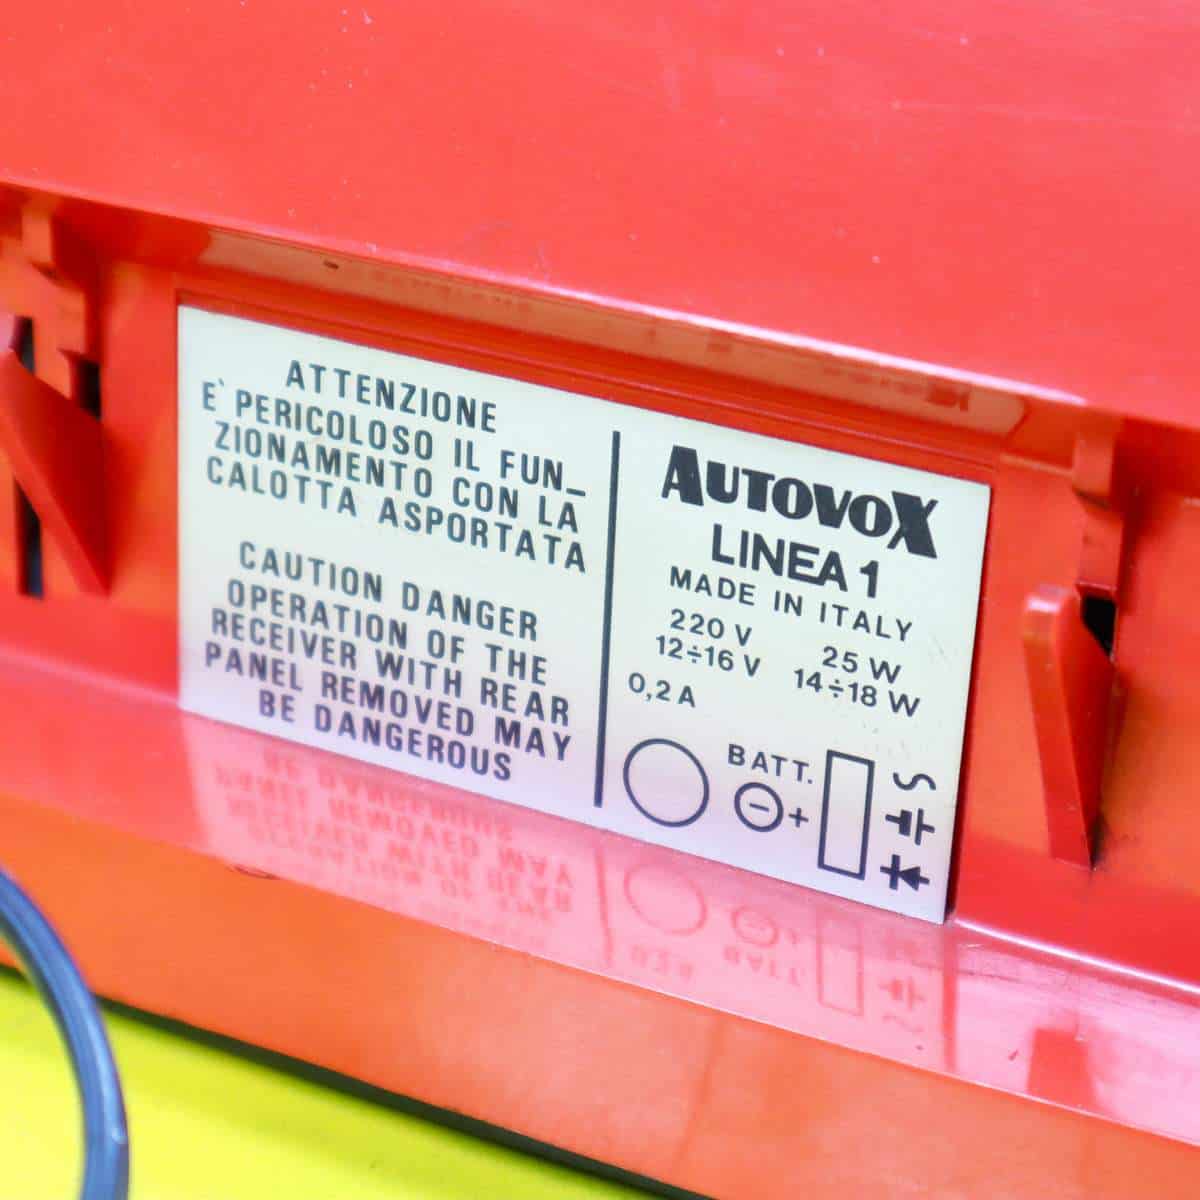 ATTENZIONE
E` PERICOLOSO IL FUN_
ZIONAMENTO CON LA
CALOTTA ASPORTATA
CAUTION DANGER
OPERATION OF THE
RECEIVER WITH REAR
PANEL REMOVED MAY
BE DANGEROUS
AUTOVOX
LINEA 1
MADE IN ITALY
220 V 25 W
12÷16 V 14÷18 W
0,2 A
BATT.
- +